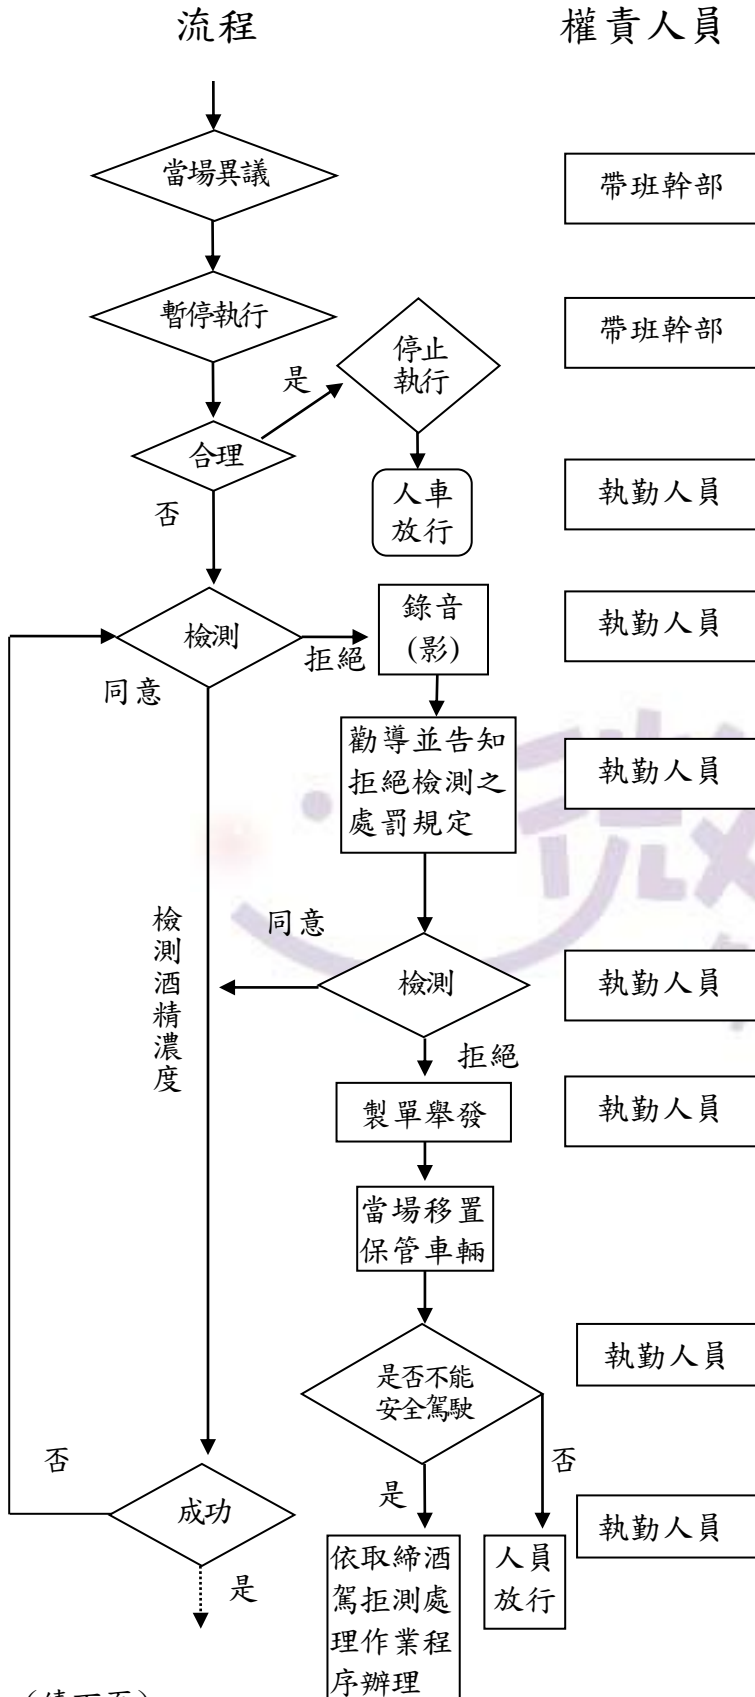 流程
權責人員
當場異議
帶班幹部
暫停執行
停止
執行
帶班幹部
是
合理
人車
放行
執勤人員
否
檢測
錄音
(影)
執勤人員
拒絕
同意
勸導並告知
拒絕檢測之
處罰規定
執勤人員
檢測酒精濃度
同意
檢測
執勤人員
拒絕
製單舉發
執勤人員
當場移置
保管車輛
是否不能
安全駕駛
執勤人員
否
否
是
成功
執勤人員
是
依取締酒
駕拒測處
理作業程
序辦理
人員
放行
(續下頁)